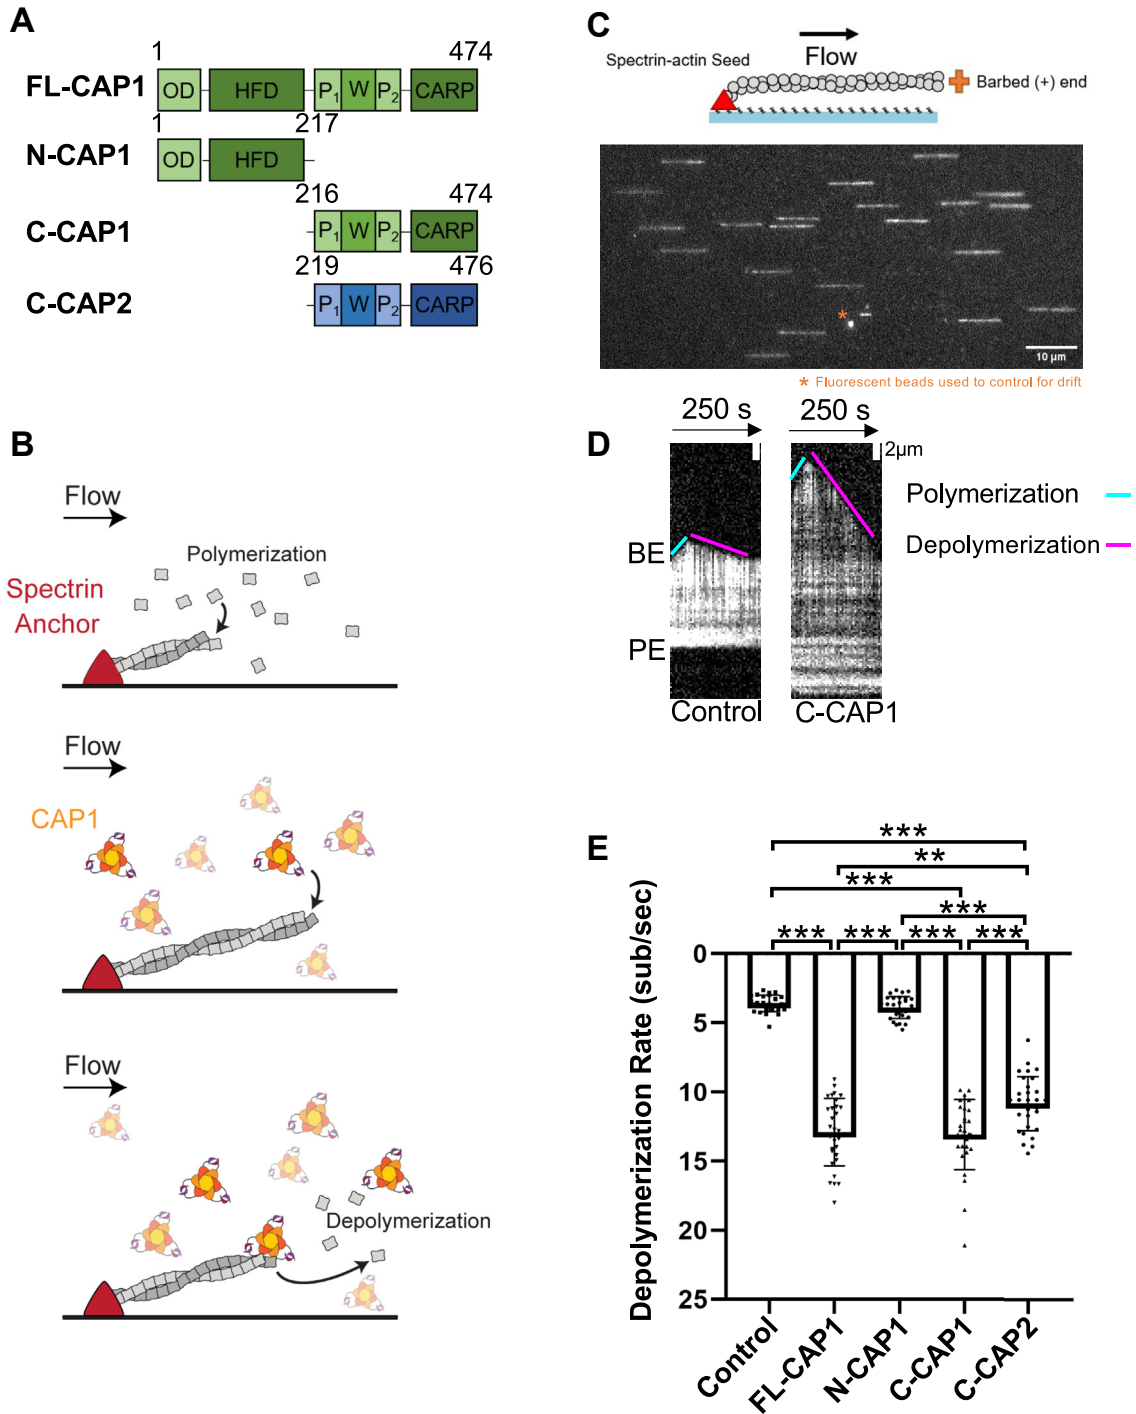 A
1 474
FL-CAP1 OD HFD P1 W P2 CARP
1 217
N-CAP1 OD HFD
216 474
C-CAP1 P1 W P2 CARP
219 476
C-CAP2 P1 W P2 CARP
B
Flow
Polymerization
Spectrin
Anchor
Flow
CAP1
Flow
Depolymerization
C
Flow
Spectrin-actin Seed
Barbed (+) end
*
10 µm
* Fluorescent beads used to control for drift
D
250 s 250 s
2µm
Polymerization
Depolymerization
BE
PE
Control C-CAP1
E
***
**
***
***
*** *** *** ***
Depolymerization Rate (sub/sec)
0
5
10
15
20
25
Control
FL-CAP1
N-CAP1
C-CAP1
C-CAP2